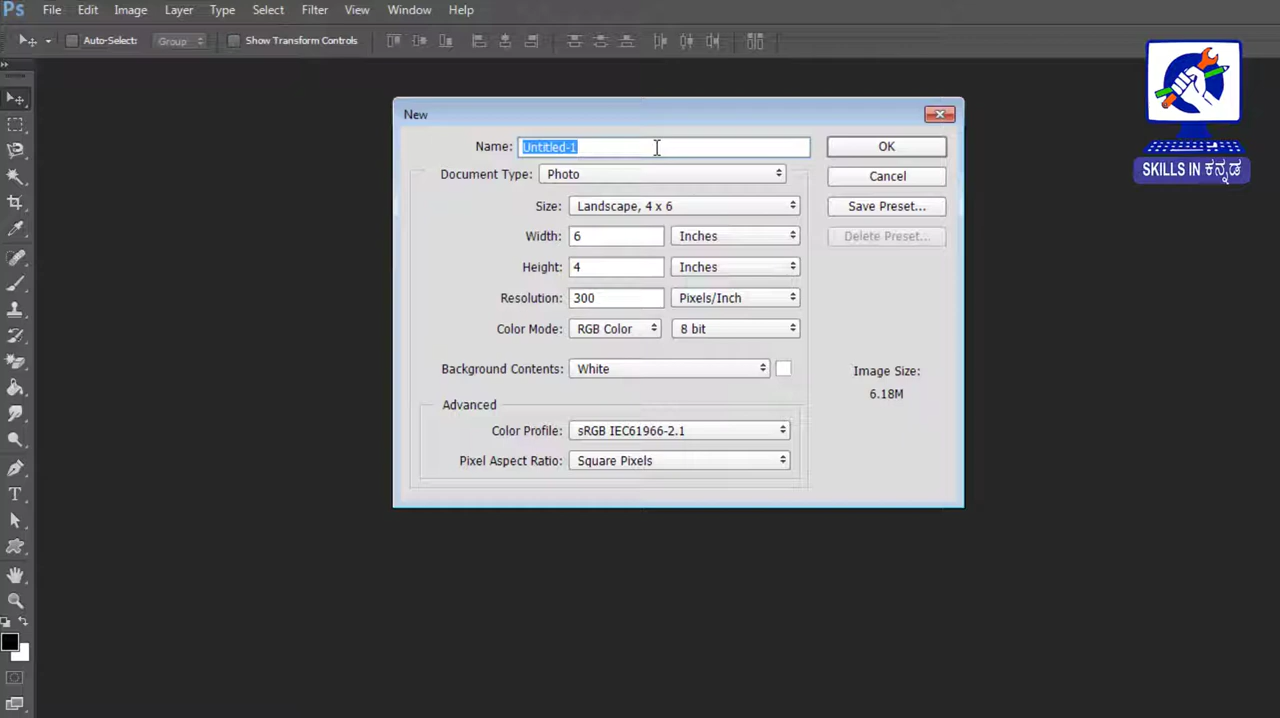 Ps File Edit Image Layer Type Select Filter View Window Help
Auto-Select: Group Show Transform Controls
New
Name: Untitled-1 OK
Document Type: Photo Cancel
Size: Landscape, 4 x 6 Save Preset...
Width: 6 Inches Delete Preset...
Height: 4 Inches
Resolution: 300 Pixels/Inch
Color Mode: RGB Color 8 bit
Background Contents: White
Image Size:
6.18M
Advanced
Color Profile: sRGB IEC61966-2.1
Pixel Aspect Ratio: Square Pixels
SKILLS IN ಕನ್ನಡ